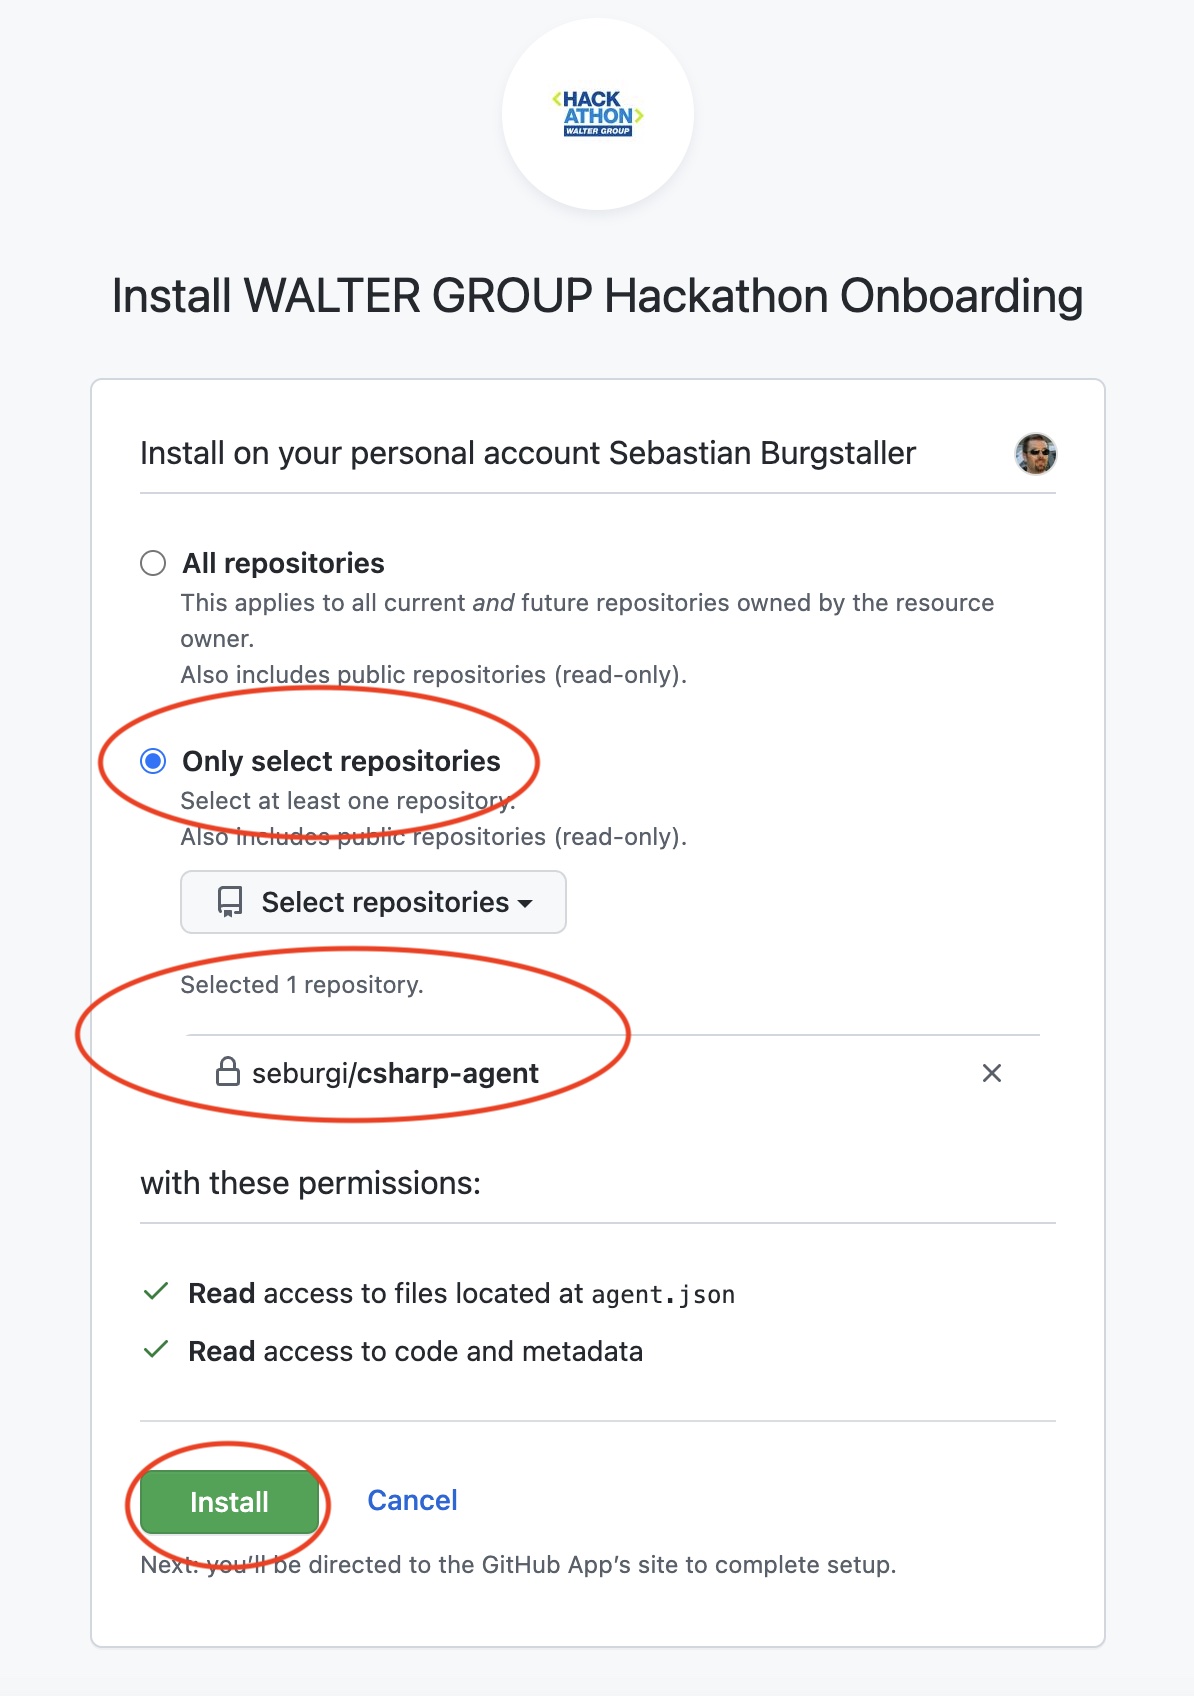 <HACK
ATHON>
WALTER GROUP
Install WALTER GROUP Hackathon Onboarding
Install on your personal account Sebastian Burgstaller
All repositories
This applies to all current and future repositories owned by the resource
owner.
Also includes public repositories (read-only).
Only select repositories
Select at least one repository.
Also includes public repositories (read-only).
Select repositories
Selected 1 repository.
seburgi/csharp-agent
with these permissions:
Read access to files located at agent.json
Read access to code and metadata
Install Cancel
Next: you'll be directed to the GitHub App's site to complete setup.